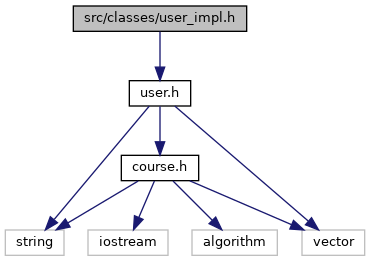 src/classes/user_impl.h
user.h
course.h
string
iostream
algorithm
vector